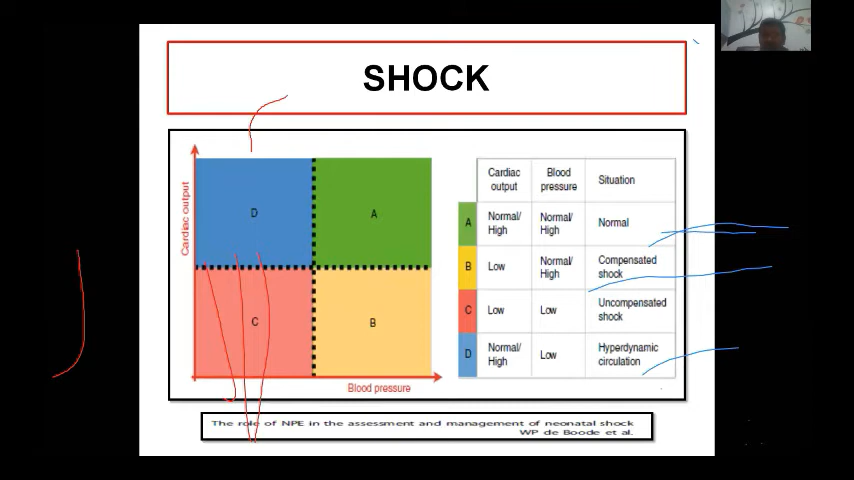 SHOCK
Cardiac output
D
A
C
B
Blood pressure
Cardiac output
Blood pressure
Situation
A
Normal/ High
Normal/ High
Normal
B
Low
Normal/ High
Compensated shock
C
Low
Low
Uncompensated shock
D
Normal/ High
Low
Hyperdynamic circulation
The role of NPE in the assessment and management of neonatal shock
WP de Boode et al.